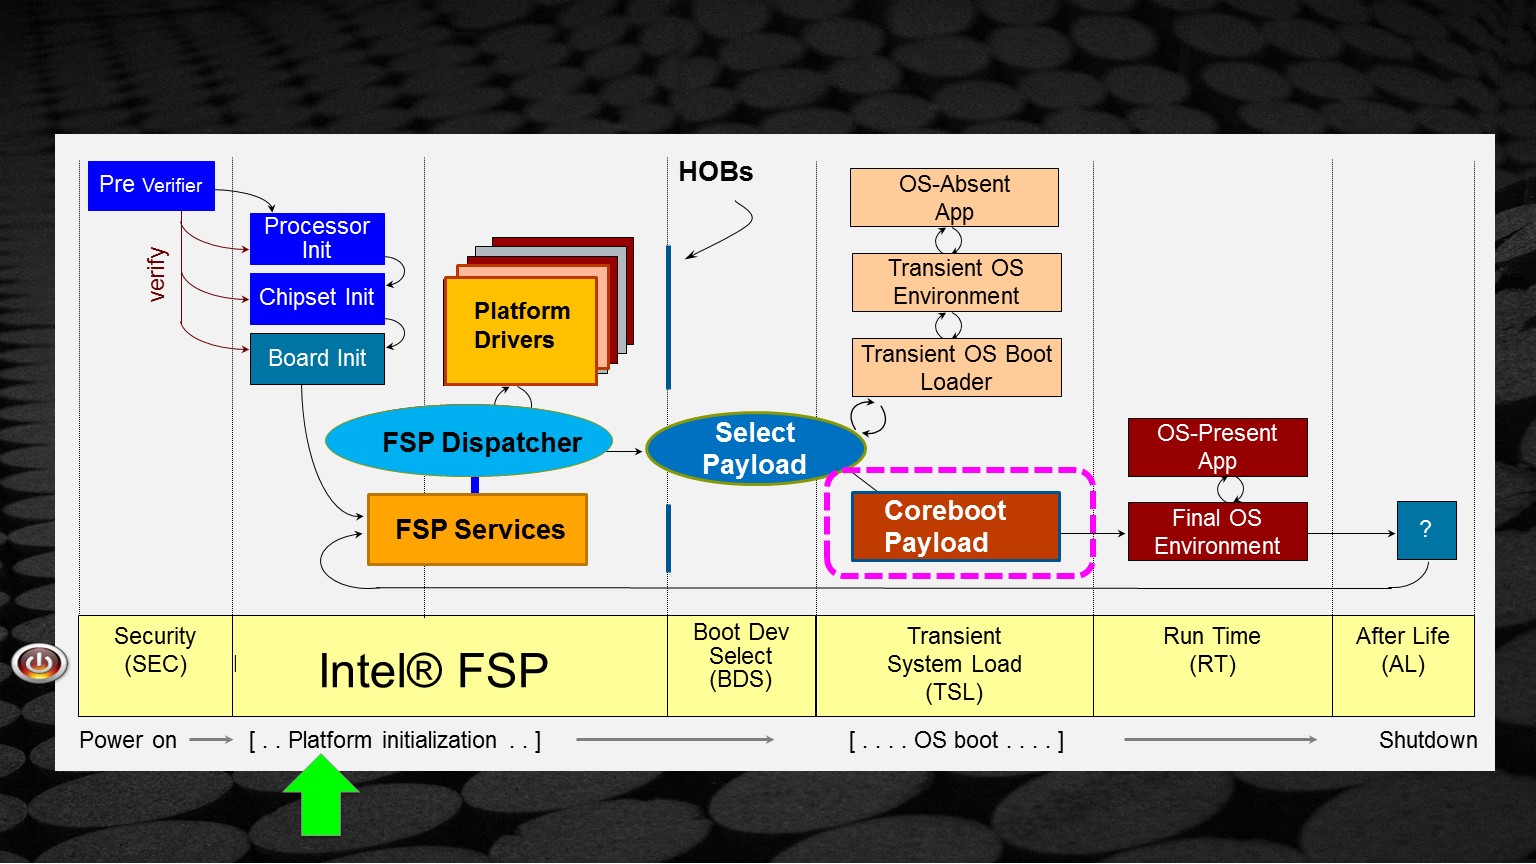 Pre Verifier
verify
Processor
Init
Chipset Init
Board Init
Platform
Drivers
FSP Dispatcher
FSP Services
HOBs
Select
Payload
OS-Absent
App
Transient OS
Environment
Transient OS Boot
Loader
Coreboot
Payload
OS-Present
App
Final OS
Environment
?
Security
(SEC)
Intel® FSP
Boot Dev
Select
(BDS)
Transient
System Load
(TSL)
Run Time
(RT)
After Life
(AL)
Power on
[ . . Platform initialization . . ]
[ . . . . OS boot . . . . ]
Shutdown